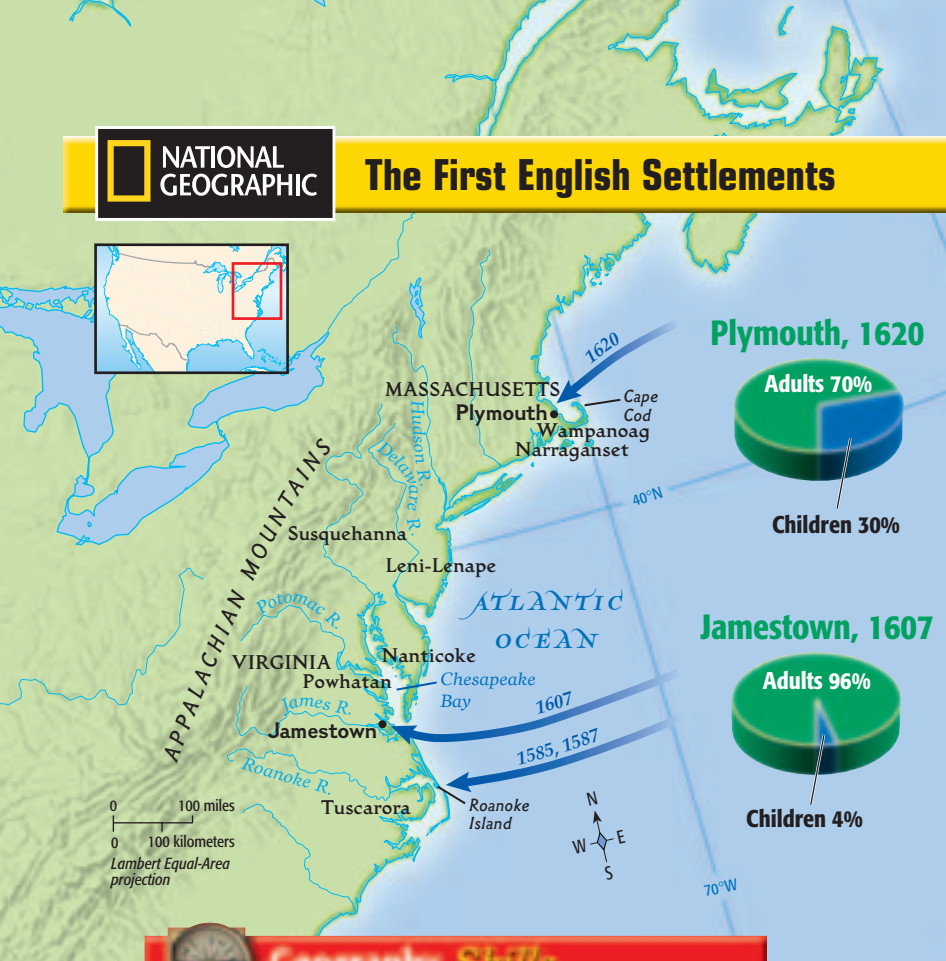 NATIONAL
GEOGRAPHIC
The First English Settlements
1620
Plymouth, 1620
Adults 70%
Children 30%
MASSACHUSETTS
Plymouth
Cape
Cod
Wampanoag
Narraganset
Hudson R.
Delaware R.
40°N
APPALACHIAN MOUNTAINS
Susquehanna
Leni-Lenape
ATLANTIC
OCEAN
Potomac R.
Jamestown, 1607
Adults 96%
Children 4%
Nanticoke
VIRGINIA
Powhatan
Chesapeake
Bay
James R.
1607
Jamestown
1585, 1587
Roanoke R.
Tuscarora
Roanoke
Island
N
W
E
S
0 100 miles
0 100 kilometers
Lambert Equal-Area
projection
70°W
Geography Skills